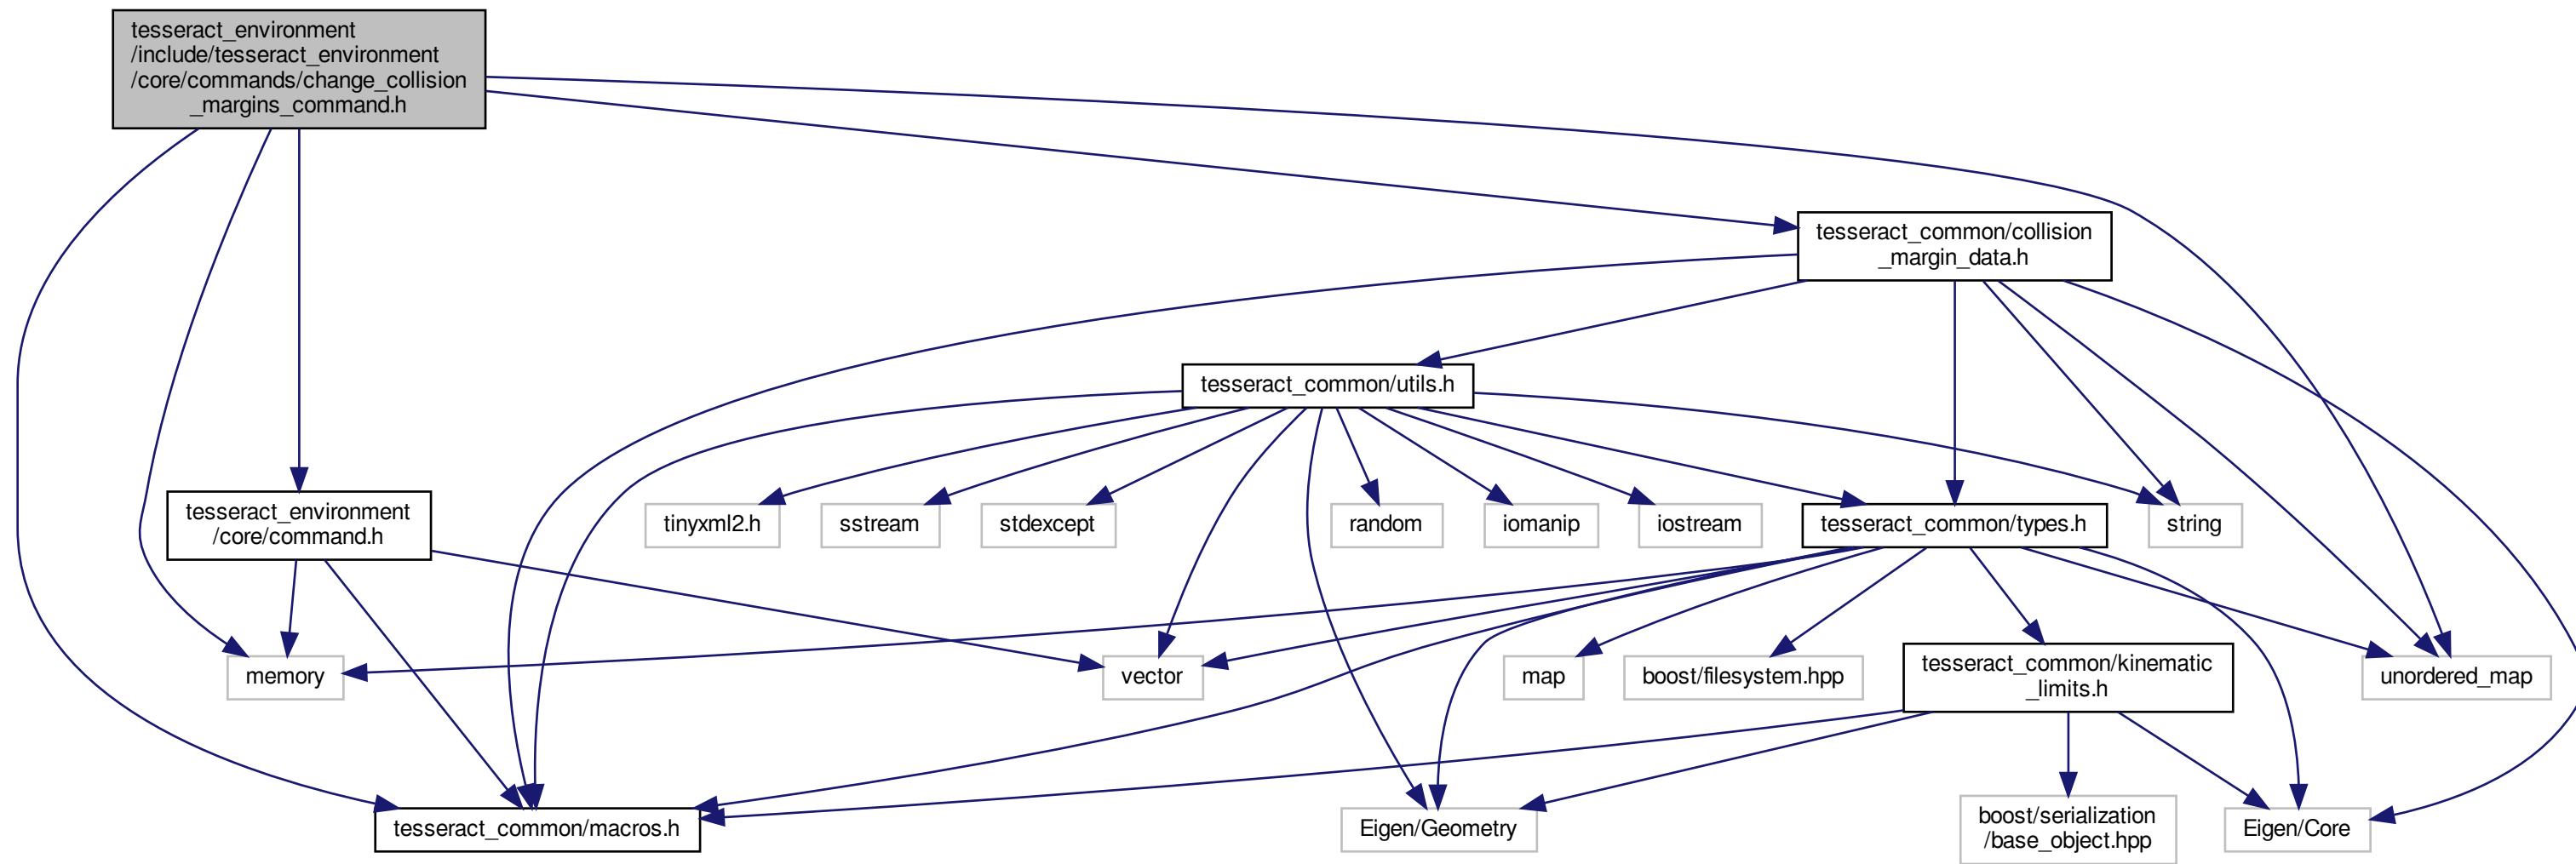 tesseract_environment
/include/tesseract_environment
/core/commands/change_collision
_margins_command.h
tesseract_common/collision
_margin_data.h
tesseract_common/utils.h
tesseract_environment
/core/command.h
tinyxml2.h
sstream
stdexcept
random
iomanip
iostream
tesseract_common/types.h
string
memory
vector
map
boost/filesystem.hpp
tesseract_common/kinematic
_limits.h
unordered_map
tesseract_common/macros.h
Eigen/Geometry
boost/serialization
/base_object.hpp
Eigen/Core